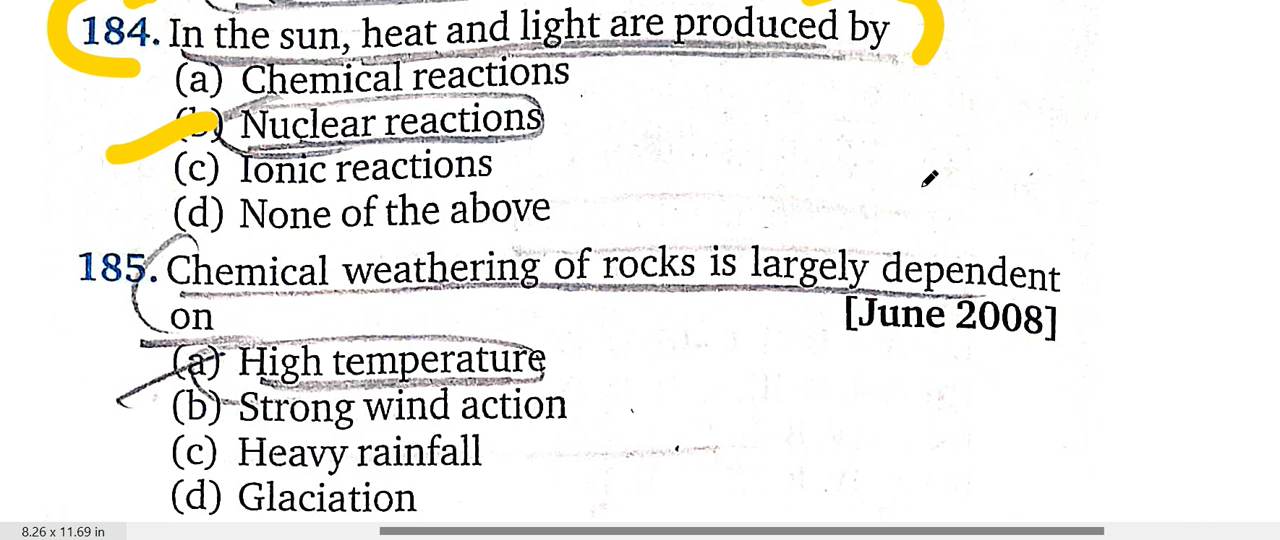 184. In the sun, heat and light are produced by
(a) Chemical reactions
(b) Nuclear reactions
(c) Ionic reactions
(d) None of the above
185. Chemical weathering of rocks is largely dependent
on [June 2008]
(a) High temperature
(b) Strong wind action
(c) Heavy rainfall
(d) Glaciation
8.26 x 11.69 in